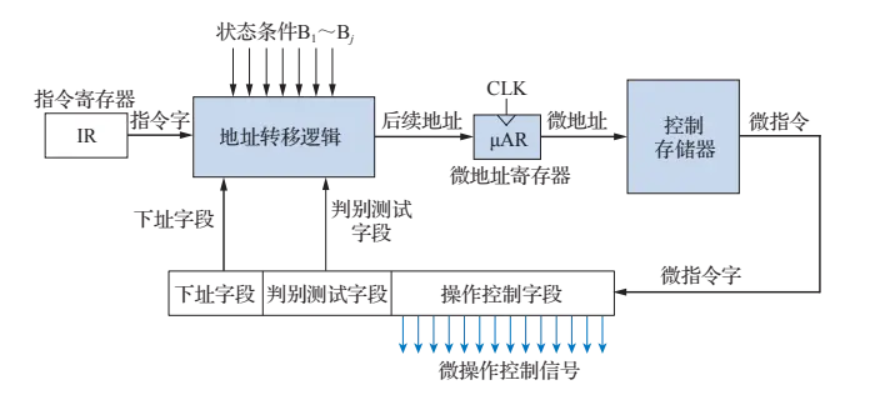 状态条件B₁～Bⱼ
指令寄存器
IR
指令字
地址转移逻辑
后续地址
CLK
μAR
微地址寄存器
微地址
控制
存储器
微指令
下址字段
判别测试
字段
微指令字
下址字段
判别测试字段
操作控制字段
微操作控制信号